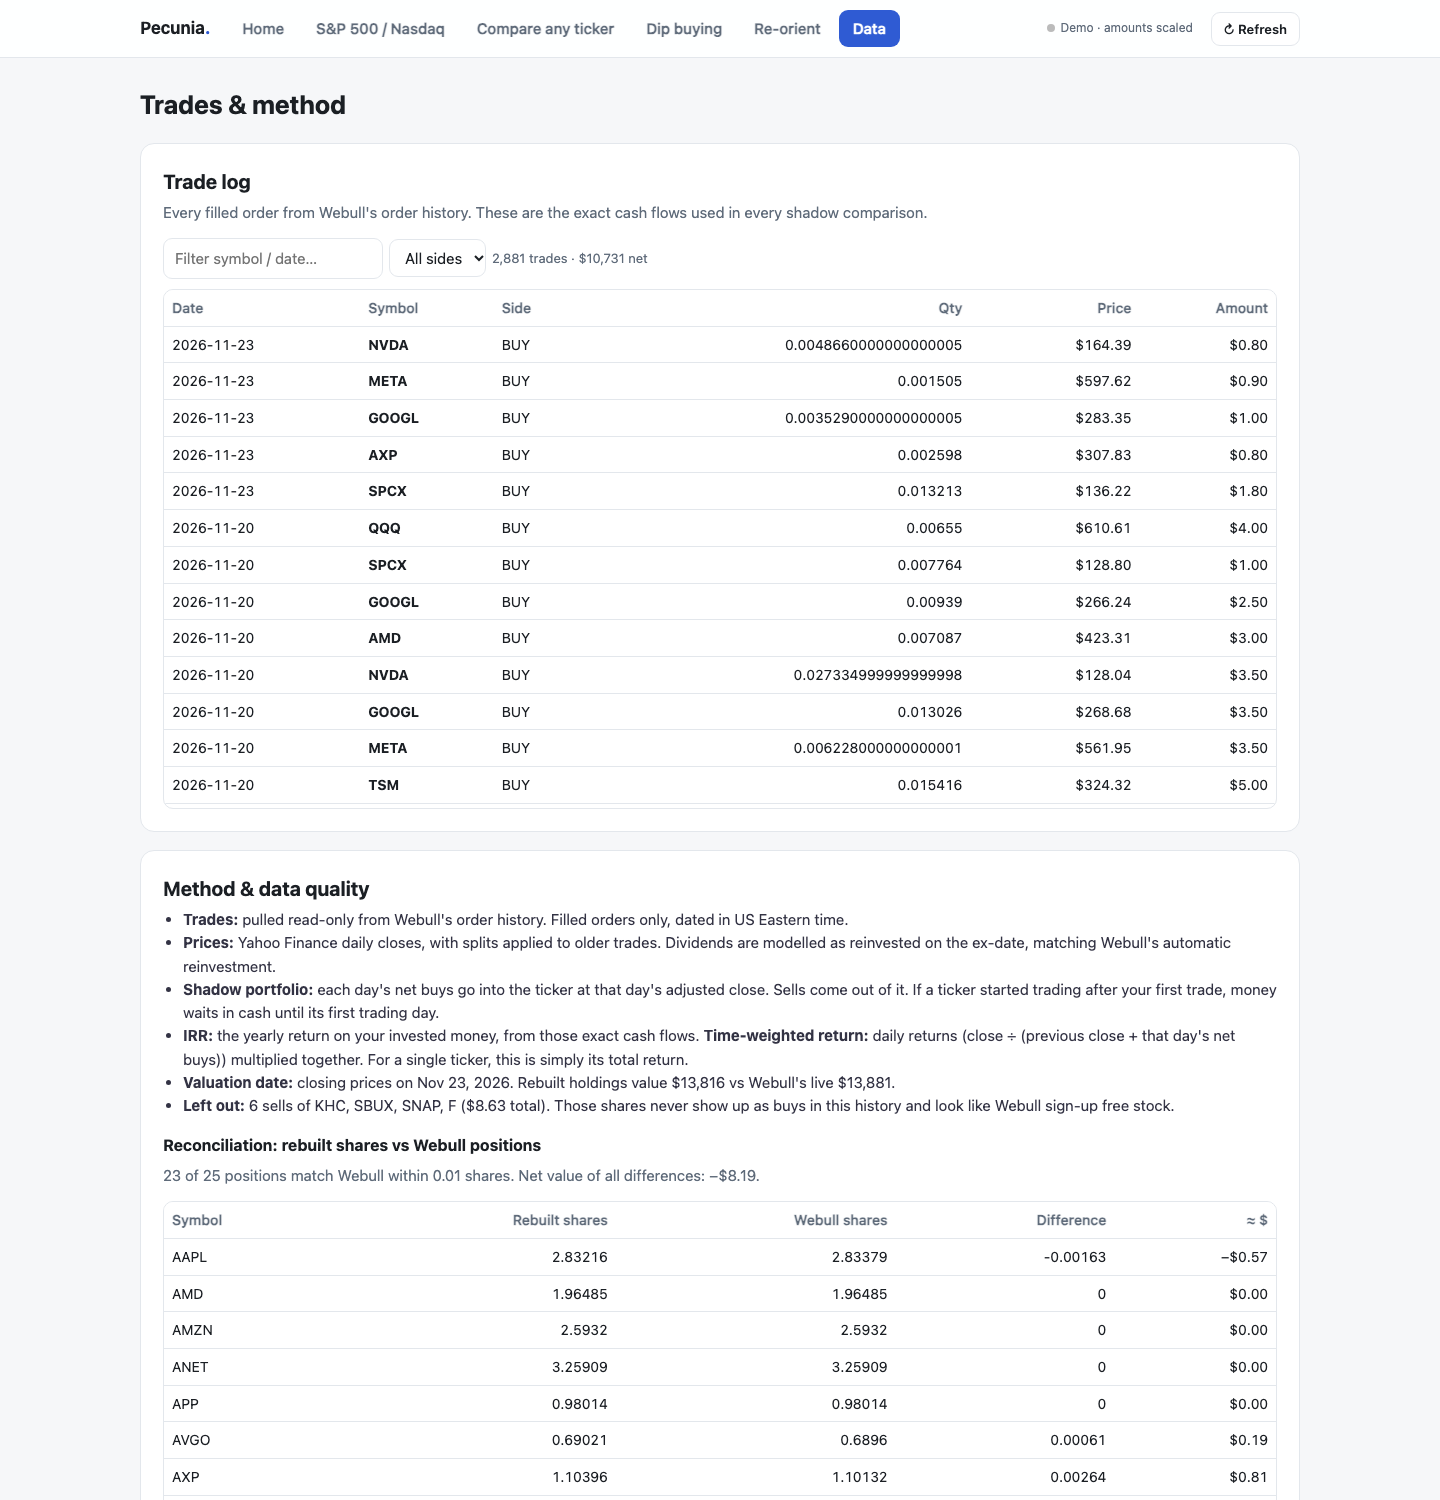 Pecunia.
Home
S&P 500 / Nasdaq
Compare any ticker
Dip buying
Re-orient
Data
Demo · amounts scaled
↻ Refresh
Trades & method
Trade log
Every filled order from Webull's order history. These are the exact cash flows used in every shadow comparison.
Filter symbol / date...
All sides
2,881 trades · $10,731 net
Date Symbol Side Qty Price Amount
2026-11-23 NVDA BUY 0.0048660000000000005 $164.39 $0.80
2026-11-23 META BUY 0.001505 $597.62 $0.90
2026-11-23 GOOGL BUY 0.0035290000000000005 $283.35 $1.00
2026-11-23 AXP BUY 0.002598 $307.83 $0.80
2026-11-23 SPCX BUY 0.013213 $136.22 $1.80
2026-11-20 QQQ BUY 0.00655 $610.61 $4.00
2026-11-20 SPCX BUY 0.007764 $128.80 $1.00
2026-11-20 GOOGL BUY 0.00939 $266.24 $2.50
2026-11-20 AMD BUY 0.007087 $423.31 $3.00
2026-11-20 NVDA BUY 0.027334999999999998 $128.04 $3.50
2026-11-20 GOOGL BUY 0.013026 $268.68 $3.50
2026-11-20 META BUY 0.006228000000000001 $561.95 $3.50
2026-11-20 TSM BUY 0.015416 $324.32 $5.00
Method & data quality
• Trades: pulled read-only from Webull's order history. Filled orders only, dated in US Eastern time.
• Prices: Yahoo Finance daily closes, with splits applied to older trades. Dividends are modelled as reinvested on the ex-date, matching Webull's automatic
reinvestment.
• Shadow portfolio: each day's net buys go into the ticker at that day's adjusted close. Sells come out of it. If a ticker started trading after your first trade, money
waits in cash until its first trading day.
• IRR: the yearly return on your invested money, from those exact cash flows. Time-weighted return: daily returns (close ÷ (previous close + that day's net
buys)) multiplied together. For a single ticker, this is simply its total return.
• Valuation date: closing prices on Nov 23, 2026. Rebuilt holdings value $13,816 vs Webull's live $13,881.
• Left out: 6 sells of KHC, SBUX, SNAP, F ($8.63 total). Those shares never show up as buys in this history and look like Webull sign-up free stock.
Reconciliation: rebuilt shares vs Webull positions
23 of 25 positions match Webull within 0.01 shares. Net value of all differences: −$8.19.
Symbol Rebuilt shares Webull shares Difference ≈ $
AAPL 2.83216 2.83379 -0.00163 −$0.57
AMD 1.96485 1.96485 0 $0.00
AMZN 2.5932 2.5932 0 $0.00
ANET 3.25909 3.25909 0 $0.00
APP 0.98014 0.98014 0 $0.00
AVGO 0.69021 0.6896 0.00061 $0.19
AXP 1.10396 1.10132 0.00264 $0.81